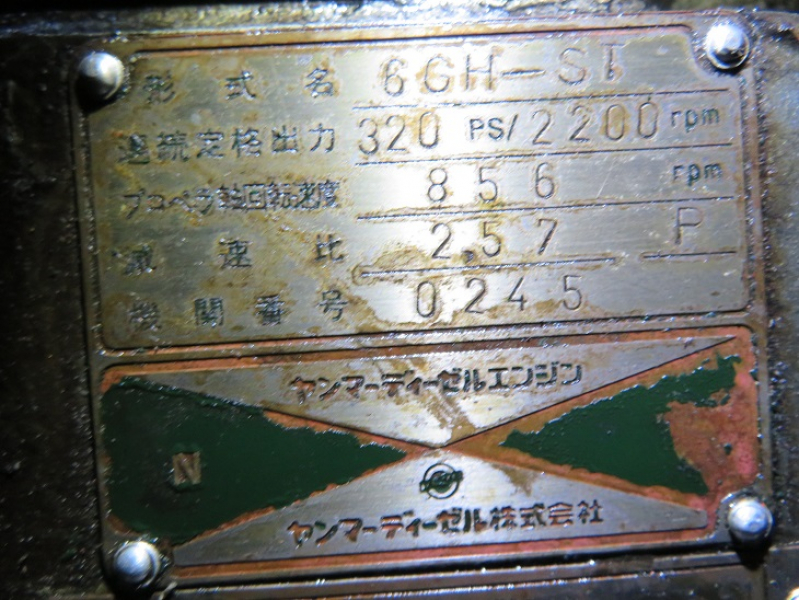 形式名 6GH-ST
連続定格出力 320 PS/2200 rpm
プロペラ軸回転速度 856 rpm
減速比 2.57 P
機関番号 0245
ヤンマーディーゼルエンジン
N
ヤンマーディーゼル株式会社